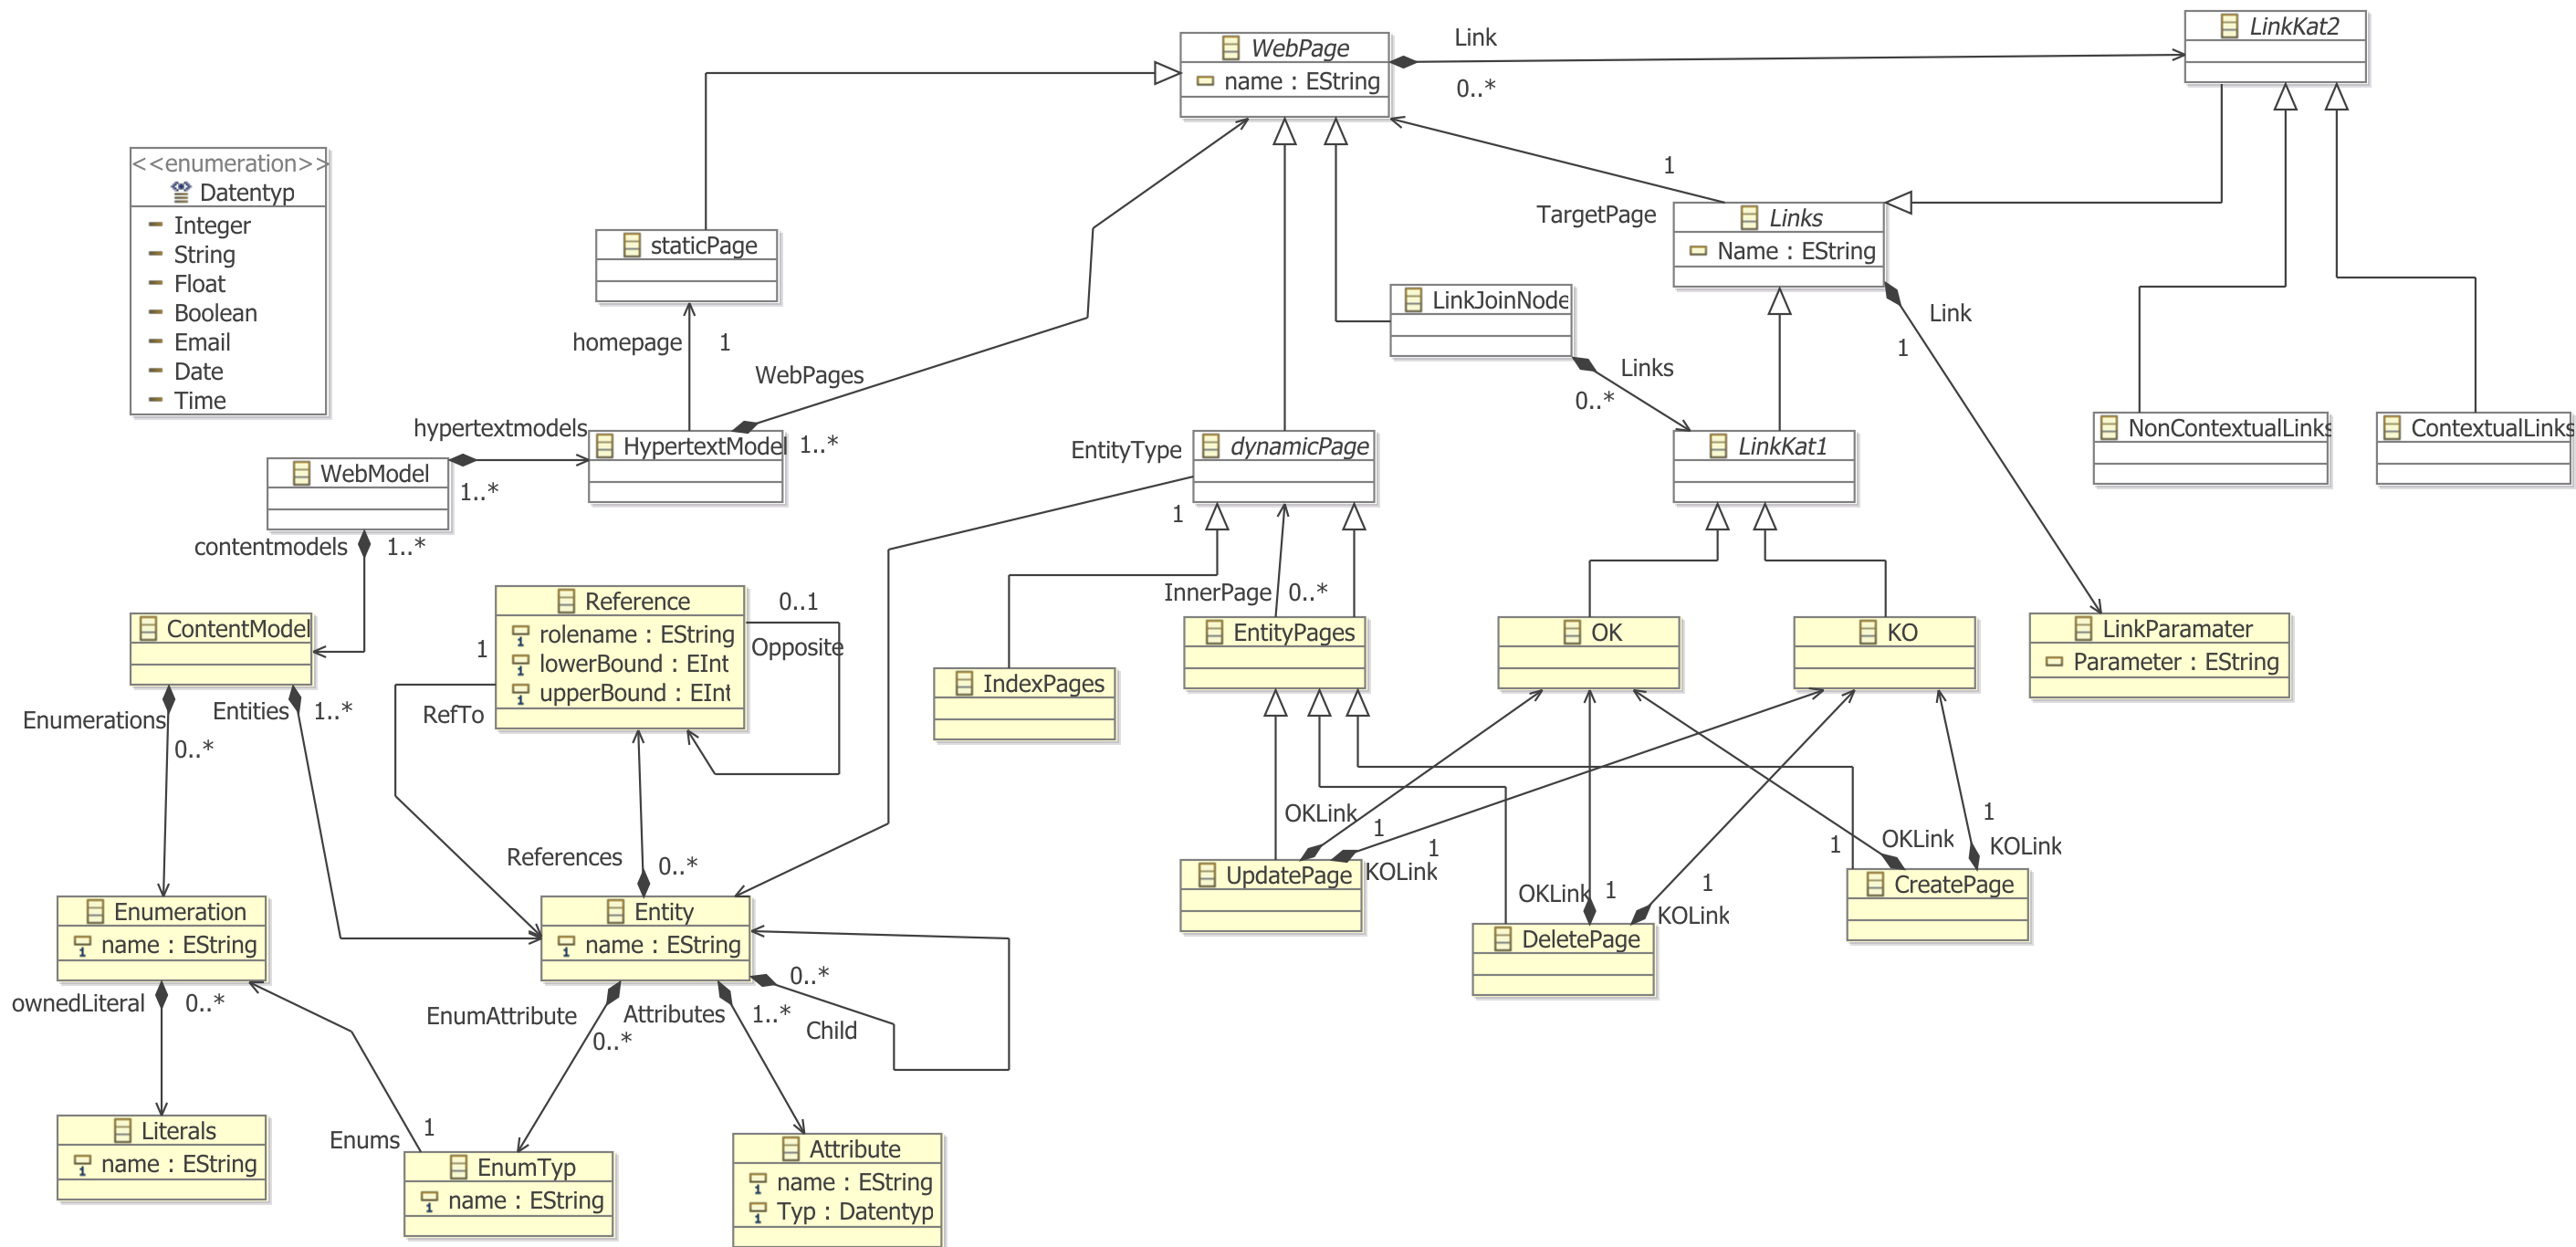 LinkKat2
WebPage
name : EString
Link
0..*
<<enumeration>>
Datentyp
Integer
String
Float
Boolean
Email
Date
Time
staticPage
homepage
1
WebPages
1
TargetPage
Links
Name : EString
LinkJoinNode
Links
0..*
Link
1
NonContextualLinks
ContextualLinks
hypertextmodels
HypertextModel
1..*
WebModel
1..*
contentmodels
1..*
EntityType
dynamicPage
1
LinkKat1
InnerPage
0..*
Reference
rolename : EString
lowerBound : EInt
upperBound : EInt
0..1
Opposite
1
RefTo
ContentModel
Enumerations
0..*
Entities
1..*
IndexPages
EntityPages
OK
KO
LinkParamater
Parameter : EString
References
0..*
OKLink
1
1
KOLink
UpdatePage
OKLink
1
1
KOLink
DeletePage
1
OKLink
1
KOLink
CreatePage
Enumeration
name : EString
Entity
name : EString
ownedLiteral
0..*
EnumAttribute
0..*
Attributes
1..*
0..*
Child
Literals
name : EString
Enums
1
EnumTyp
name : EString
Attribute
name : EString
Typ : Datentyp